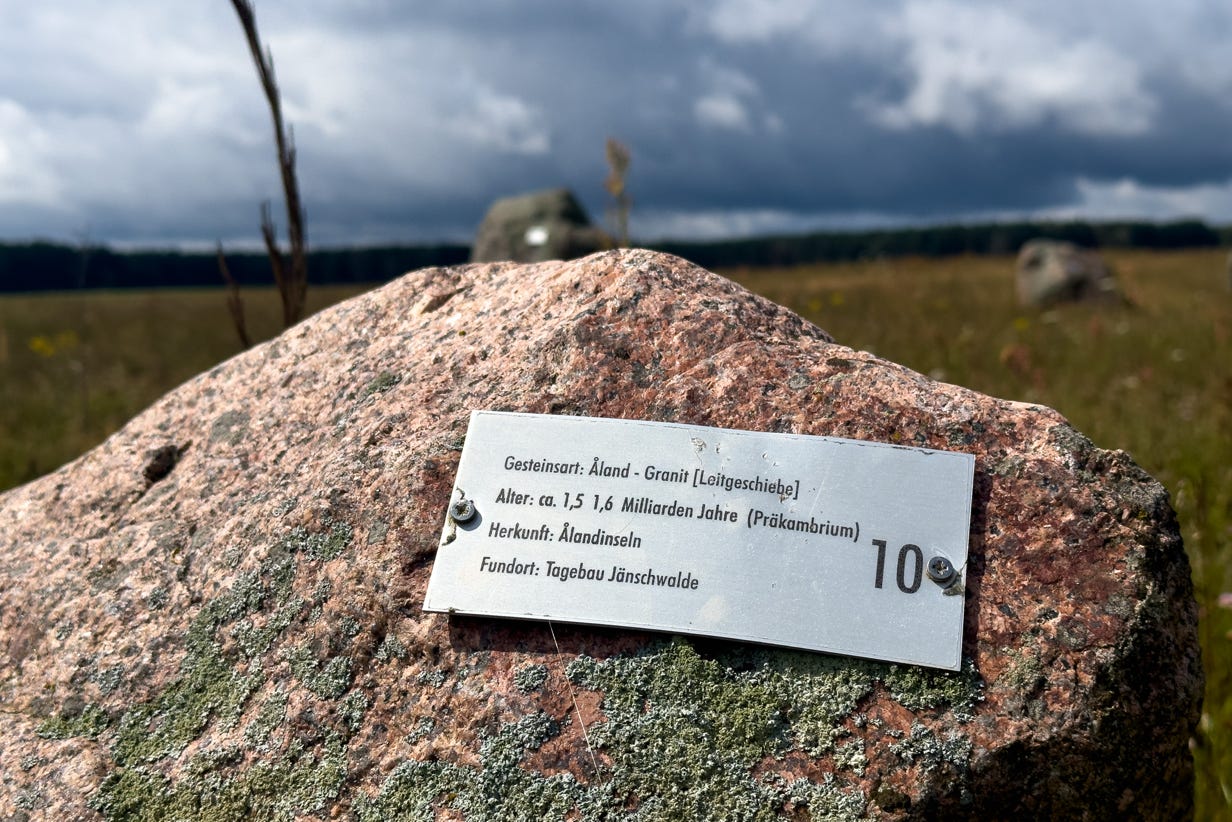 Gesteinsart: Åland - Granit [Leitgeschiebe]
Alter: ca. 1,5 1,6 Milliarden Jahre (Präkambrium)
Herkunft: Ålandinseln
Fundort: Tagebau Jänschwalde
10